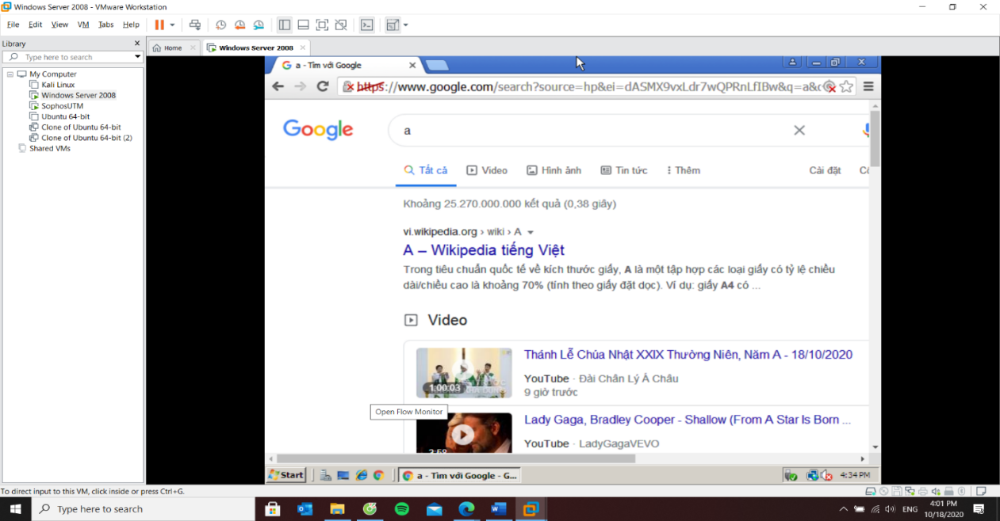 Windows Server 2008 - VMware Workstation
File Edit View VM Tabs Help
Library
Type here to search
Home
Windows Server 2008
My Computer
Kali Linux
Windows Server 2008
SophosUTM
Ubuntu 64-bit
Clone of Ubuntu 64-bit
Clone of Ubuntu 64-bit (2)
Shared VMs
a - Tìm với Google
https://www.google.com/search?source=hp&ei=dASMX9vxLdr7wQPRnLfIBw&q=a&
Google
a
Tất cả Video Hình ảnh Tin tức Thêm Cài đặt
Khoảng 25.270.000.000 kết quả (0,38 giây)
vi.wikipedia.org › wiki › A
A – Wikipedia tiếng Việt
Trong tiêu chuẩn quốc tế về kích thước giấy, A là một tập hợp các loại giấy có tỷ lệ chiều
dài/chiều cao là khoảng 70% (tính theo giấy đặt dọc). Ví dụ: giấy A4 có ...
Video
Thánh Lễ Chúa Nhật XXIX Thường Niên, Năm A - 18/10/2020
YouTube · Đài Chân Lý Á Châu
9 giờ trước
1:00:03
Open Flow Monitor
Lady Gaga, Bradley Cooper - Shallow (From A Star Is Born ...
YouTube · LadyGagaVEVO
Start
a - Tìm với Google - G...
4:34 PM
To direct input to this VM, click inside or press Ctrl+G.
Type here to search
ENG
4:01 PM
10/18/2020